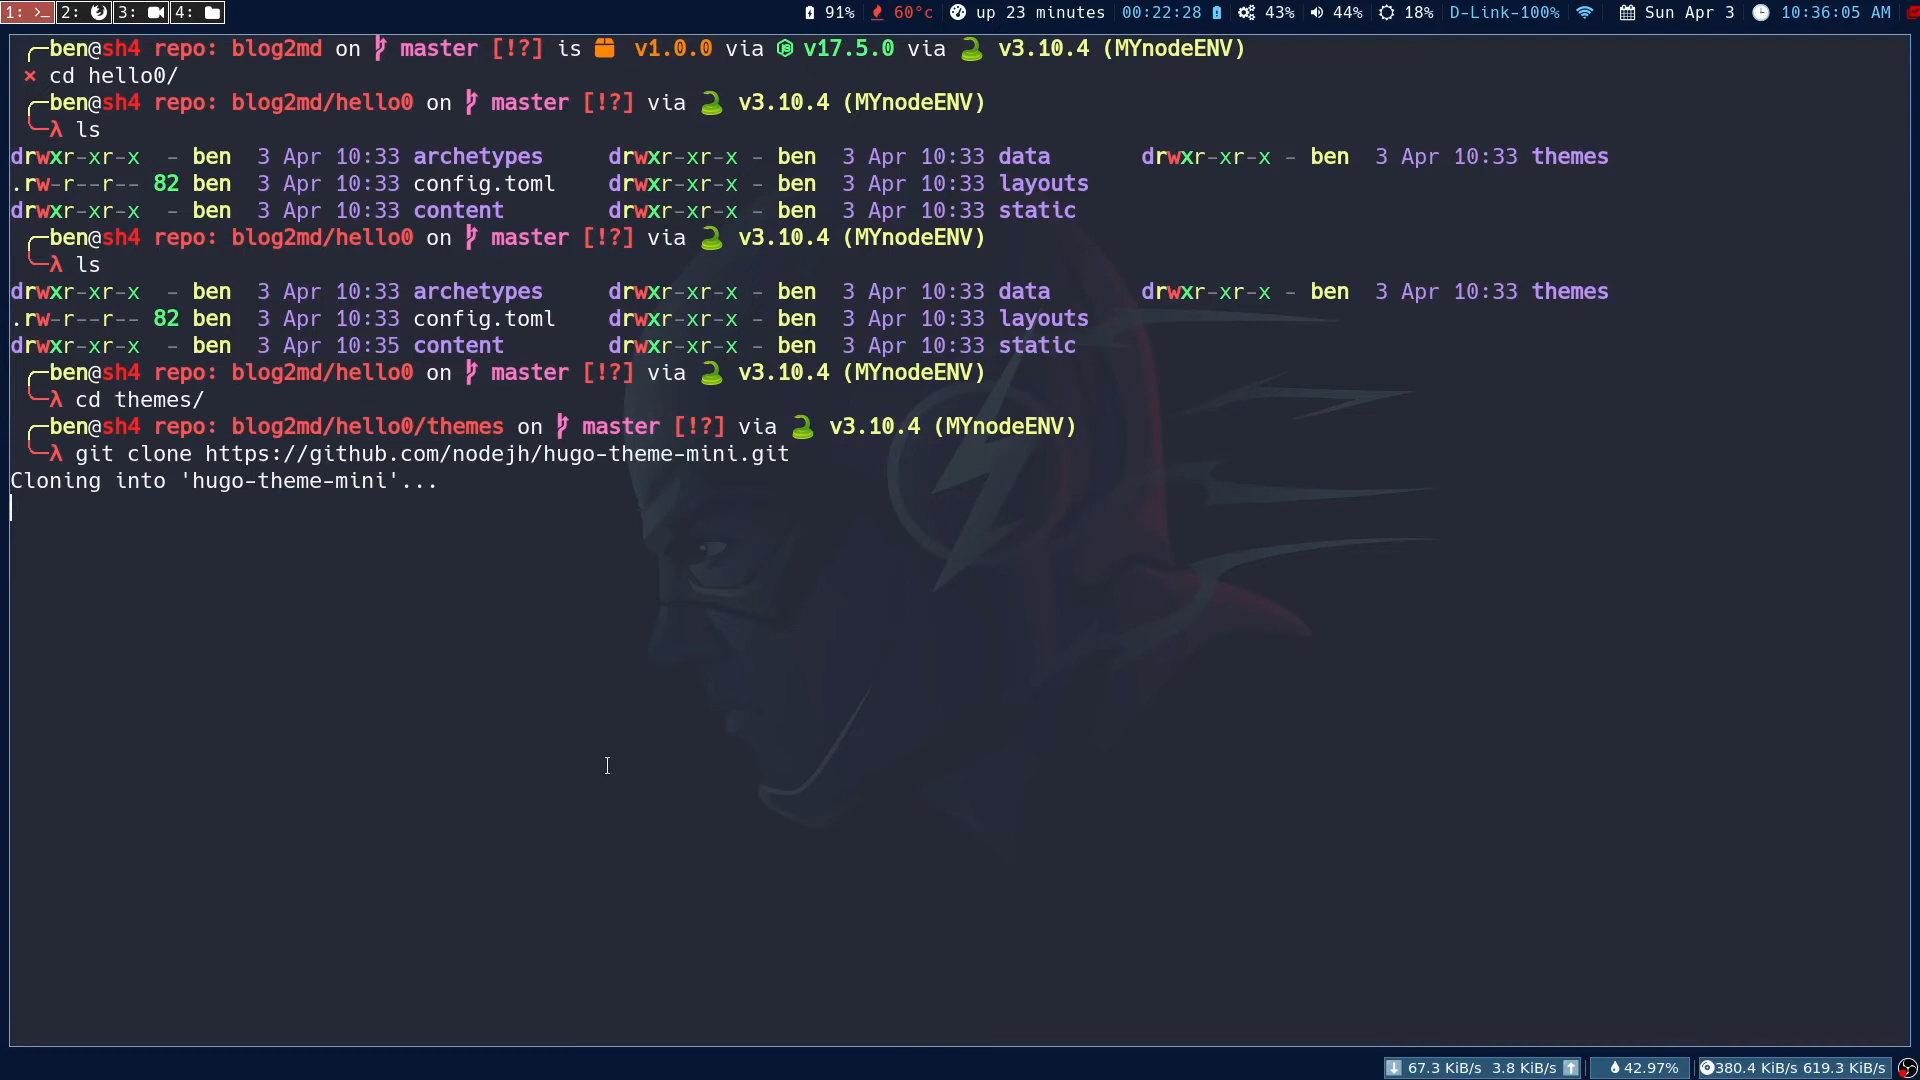 1: >_ 2: 3: 4: 91% 60°c up 23 minutes 00:22:28 43% 44% 18% D-Link-100% Sun Apr 3 10:36:05 AM
ben@sh4 repo: blog2md on master [!?] is v1.0.0 via v17.5.0 via v3.10.4 (MYnodeENV)
× cd hello0/
ben@sh4 repo: blog2md/hello0 on master [!?] via v3.10.4 (MYnodeENV)
λ ls
drwxr-xr-x - ben 3 Apr 10:33 archetypes drwxr-xr-x - ben 3 Apr 10:33 data drwxr-xr-x - ben 3 Apr 10:33 themes
.rw-r--r-- 82 ben 3 Apr 10:33 config.toml drwxr-xr-x - ben 3 Apr 10:33 layouts
drwxr-xr-x - ben 3 Apr 10:33 content drwxr-xr-x - ben 3 Apr 10:33 static
ben@sh4 repo: blog2md/hello0 on master [!?] via v3.10.4 (MYnodeENV)
λ ls
drwxr-xr-x - ben 3 Apr 10:33 archetypes drwxr-xr-x - ben 3 Apr 10:33 data drwxr-xr-x - ben 3 Apr 10:33 themes
.rw-r--r-- 82 ben 3 Apr 10:33 config.toml drwxr-xr-x - ben 3 Apr 10:33 layouts
drwxr-xr-x - ben 3 Apr 10:35 content drwxr-xr-x - ben 3 Apr 10:33 static
ben@sh4 repo: blog2md/hello0 on master [!?] via v3.10.4 (MYnodeENV)
λ cd themes/
ben@sh4 repo: blog2md/hello0/themes on master [!?] via v3.10.4 (MYnodeENV)
λ git clone https://github.com/nodejh/hugo-theme-mini.git
Cloning into 'hugo-theme-mini'...
67.3 KiB/s 3.8 KiB/s 42.97% 380.4 KiB/s 619.3 KiB/s